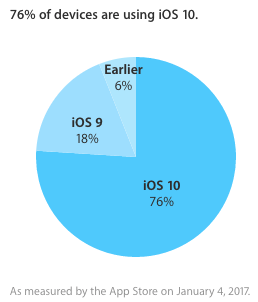 76% of devices are using iOS 10.
Earlier
6%
iOS 9
18%
iOS 10
76%
As measured by the App Store on January 4, 2017.